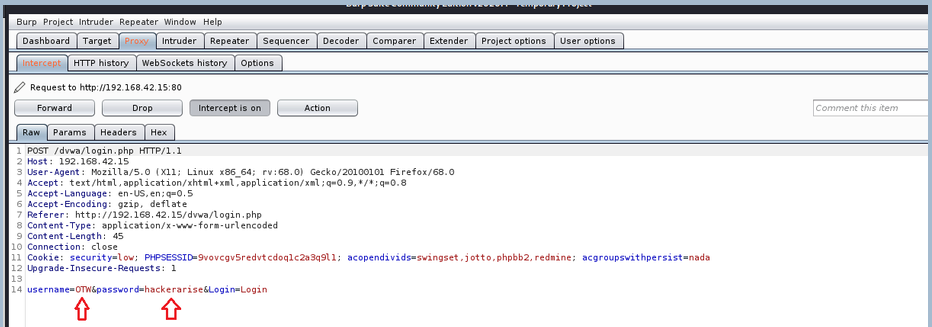 Burp Project Intruder Repeater Window Help
Dashboard Target Proxy Intruder Repeater Sequencer Decoder Comparer Extender Project options User options
Intercept HTTP history WebSockets history Options
Request to http://192.168.42.15:80
Forward Drop Intercept is on Action Comment this item
Raw Params Headers Hex
1 POST /dvwa/login.php HTTP/1.1
2 Host: 192.168.42.15
3 User-Agent: Mozilla/5.0 (X11; Linux x86_64; rv:68.0) Gecko/20100101 Firefox/68.0
4 Accept: text/html,application/xhtml+xml,application/xml;q=0.9,*/*;q=0.8
5 Accept-Language: en-US,en;q=0.5
6 Accept-Encoding: gzip, deflate
7 Referer: http://192.168.42.15/dvwa/login.php
8 Content-Type: application/x-www-form-urlencoded
9 Content-Length: 45
10 Connection: close
11 Cookie: security=low; PHPSESSID=9vovcgv5redvtcdoq1c2a3q9l1; acopendivids=swingset,jotto,phpbb2,redmine; acgroupswithpersist=nada
12 Upgrade-Insecure-Requests: 1
13
14 username=OTW&password=hackerarise&Login=Login